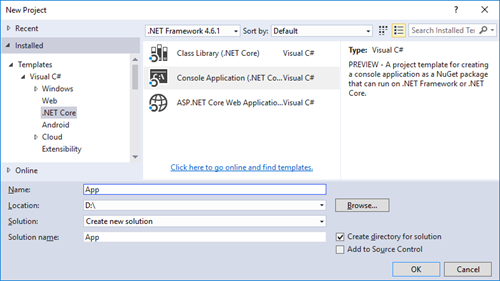 New Project
Recent
.NET Framework 4.6.1
Sort by: Default
Search Installed Te
Installed
Templates
Visual C#
Windows
Web
.NET Core
Android
Cloud
Extensibility
Online
Class Library (.NET Core) Visual C#
Console Application (.NET Co... Visual C#
ASP.NET Core Web Applicatio... Visual C#
Click here to go online and find templates.
Type: Visual C#
PREVIEW - A project template for creating
a console application as a NuGet package
that can run on .NET Framework or .NET
Core.
Name: App
Location: D:\
Browse...
Solution: Create new solution
Solution name: App
Create directory for solution
Add to Source Control
OK Cancel